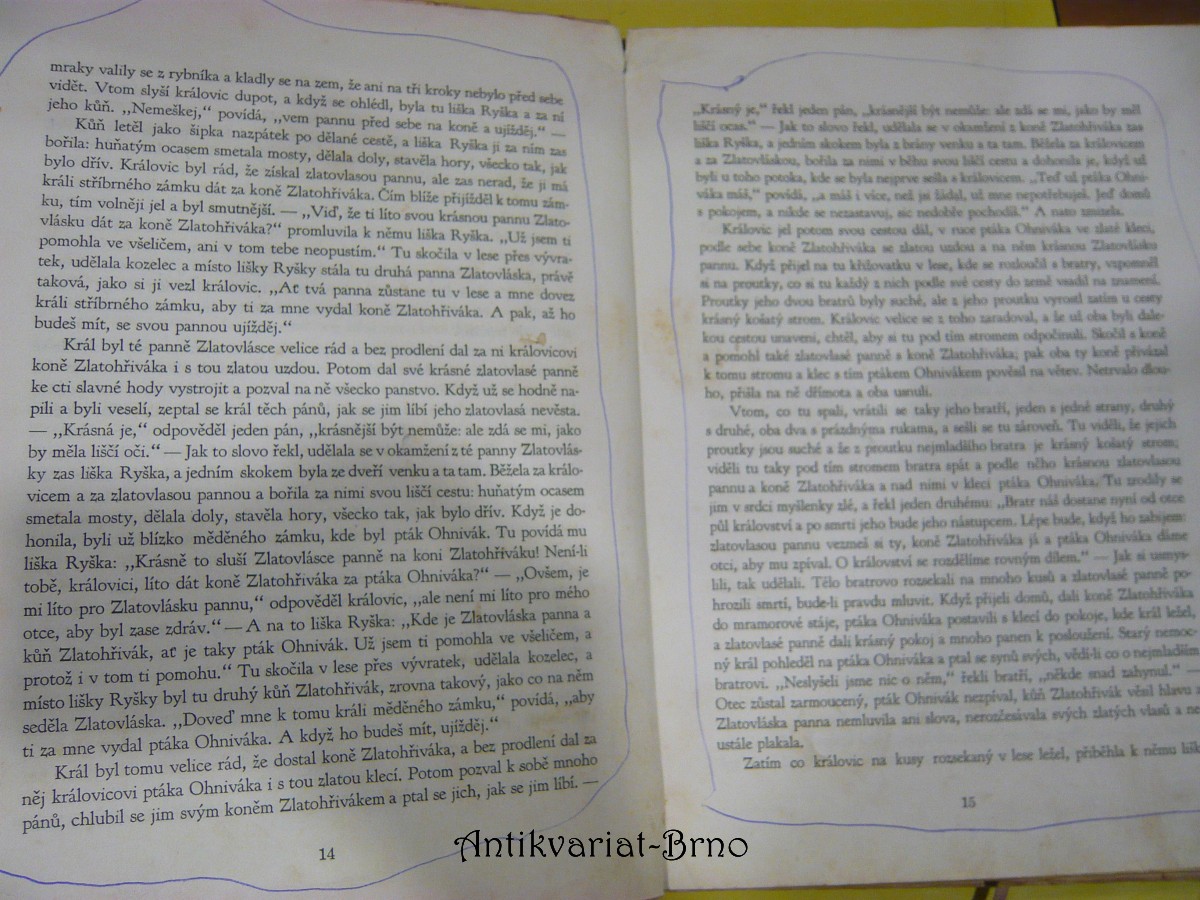 mraky valily se z rybníka a kladly se na zem, že ani na tři kroky nebylo před sebe
vidět. Vtom slyší královic dupot, a když se ohlédl, byla tu liška Ryška a za ní
jeho kůň. „Nemeškej,“ povídá, „vem pannu před sebe na koně a ujížděj.“ —
Kůň letěl jako šipka nazpátek po dělané cestě, a liška Ryška ji za ním zas
bořila: huňatým ocasem smetala mosty, dělala doly, stavěla hory, všecko tak, jak
bylo dřív. Královic byl rád, že získal zlatovlasou pannu, ale zas nerad, že ji má
králi stříbrného zámku dát za koně Zlatohříváka. Čím blíže přijížděl k tomu zám-
ku, tím volněji jel a byl smutnější. — „Viď, že ti líto svou krásnou pannu Zlato-
vlásku dát za koně Zlatohříváka?“ promluvila k němu liška Ryška. „Už jsem ti
pomohla ve všeličem, ani v tom tebe neopustím.“ Tu skočila v lese přes vývra-
tek, udělala kozelec a místo lišky Ryšky stála tu druhá panna Zlatovláska, právě
taková, jako si ji vezl královic. „Ať tvá panna zůstane tu v lese a mne dovez
králi stříbrného zámku, aby ti za mne vydal koně Zlatohříváka. A pak, až ho
budeš mít, se svou pannou ujížděj.“
Král byl té panně Zlatovlásce velice rád a bez prodlení dal za ni královicovi
koně Zlatohříváka i s tou zlatou uzdou. Potom dal své krásné zlatovlasé panně
ke cti slavné hody vystrojit a pozval na ně všecko panstvo. Když už se hodně na-
pili a byli veselí, zeptal se král těch pánů, jak se jim líbí jeho zlatovlasá nevěsta.
— „Krásná je,“ odpověděl jeden pán, „krásnější být nemůže: ale zdá se mi, jako
by měla liščí oči.“ — Jak to slovo řekl, udělala se v okamžení z té panny Zlatovlás-
ky zas liška Ryška, a jedním skokem byla ze dveří venku a ta tam. Běžela za králo-
vicem a za zlatovlasou pannou a bořila za nimi svou liščí cestu: huňatým ocasem
smetala mosty, dělala doly, stavěla hory, všecko tak, jak bylo dřív. Když je do-
honila, byli už blízko měděného zámku, kde byl pták Ohnivák. Tu povídá mu
liška Ryška: „Krásně to sluší Zlatovlásce panně na koni Zlatohříváku! Není-li
tobě, královici, líto dát koně Zlatohříváka za ptáka Ohniváka?“ — „Ovšem, je
mi líto pro Zlatovlásku pannu,“ odpověděl královic, „ale není mi líto pro mého
otce, aby byl zase zdráv.“ — A na to liška Ryška: „Kde je Zlatovláska panna a
kůň Zlatohřivák, ať je taky pták Ohnivák. Už jsem ti pomohla ve všeličem, a
protož i v tom ti pomohu.“ Tu skočila v lese přes vývratek, udělala kozelec, a
místo lišky Ryšky byl tu druhý kůň Zlatohřivák, zrovna takový, jako co na něm
seděla Zlatovláska. „Doveď mne k tomu králi měděného zámku,“ povídá, „aby
ti za mne vydal ptáka Ohniváka. A když ho budeš mít, ujížděj.“
Král byl tomu velice rád, že dostal koně Zlatohříváka, a bez prodlení dal za
něj královicovi ptáka Ohniváka i s tou zlatou klecí. Potom pozval k sobě mnoho
pánů, chlubil se jim svým koněm Zlatohřivákem a ptal se jich, jak se jim líbí. —
14
„Krásný je,“ řekl jeden pán, „krásnější být nemůže: ale zdá se mi, jako by měl
liščí ocas.“ — Jak to slovo řekl, udělala se v okamžení z koně Zlatohříváka zas
liška Ryška, a jedním skokem byla z brány venku a ta tam. Běžela za královicem
a za Zlatovláskou, bořila za nimi v běhu svou liščí cestu a dohonila je, když už
byli u toho potoka, kde se byla nejprve sešla s královicem. „Teď už ptáka Ohni-
váka máš,“ povídá, „a máš i více, než jsi žádal, už mne nepotřebuješ. Jeď domů
s pokojem, a nikde se nezastavuj, sic nedobře pochodíš.“ A nato zmizela.
Královic jel potom svou cestou dál, v ruce ptáka Ohniváka ve zlaté kleci,
podle sebe koně Zlatohříváka se zlatou uzdou a na něm krásnou Zlatovlásku
pannu. Když přijel na tu křižovatku v lese, kde se rozloučil s bratry, vzpomněl
si na proutky, co si tu každý z nich podle své cesty do země vsadil na znamení.
Proutky jeho dvou bratrů byly suché, ale z jeho proutku vyrostl zatím u cesty
krásný košatý strom. Královic velice se z toho zaradoval, a že už oba byli dale-
kou cestou unaveni, chtěl, aby si tu pod tím stromem odpočinuli. Skočil s koně
a pomohl také zlatovlasé panně s koně Zlatohříváka; pak oba ty koně přivázal
k tomu stromu a klec s tím ptákem Ohnivákem pověsil na větev. Netrvalo dlou-
ho, přišla na ně dřímota a oba usnuli.
Vtom, co tu spali, vrátili se taky jeho bratří, jeden s jedné strany, druhý
s druhé, oba dva s prázdnýma rukama, a sešli se tu zároveň. Tu viděli, že jejich
proutky jsou suché a že z proutku nejmladšího bratra je krásný košatý strom;
viděli tu taky pod tím stromem bratra spát a podle něho krásnou zlatovlasou
pannu a koně Zlatohříváka a nad nimi v kleci ptáka Ohniváka. Tu zrodily se
jim v srdci myšlenky zlé, a řekl jeden druhému: „Bratr náš dostane nyní od otce
půl království a po smrti jeho bude jeho nástupcem. Lépe bude, když ho zabijem:
zlatovlasou pannu vezmeš si ty, koně Zlatohříváka já a ptáka Ohniváka dáme
otci, aby mu zpíval. O království se rozdělíme rovným dílem.“ — Jak si usmys-
lili, tak udělali. Tělo bratrovo rozsekali na mnoho kusů a zlatovlasé panně po-
hrozili smrtí, bude-li pravdu mluvit. Když přijeli domů, dali koně Zlatohříváka
do mramorové stáje, ptáka Ohniváka postavili s klecí do pokoje, kde král ležel,
a zlatovlasé panně dali krásný pokoj a mnoho panen k posloužení. Starý nemoc-
ný král pohleděl na ptáka Ohniváka a ptal se synů svých, vědí-li co o nejmladším
bratrovi. „Neslyšeli jsme nic o něm,“ řekli bratří, „někde snad zahynul.“ —
Otec zůstal zarmoucený, pták Ohnivák nezpíval, kůň Zlatohřivák věsil hlavu a
Zlatovláska panna nemluvila ani slova, nerozčesávala svých zlatých vlasů a ne-
ustále plakala.
Zatím co královic na kusy rozsekaný v lese ležel, přiběhla k němu
15
Antikvariat-Brno